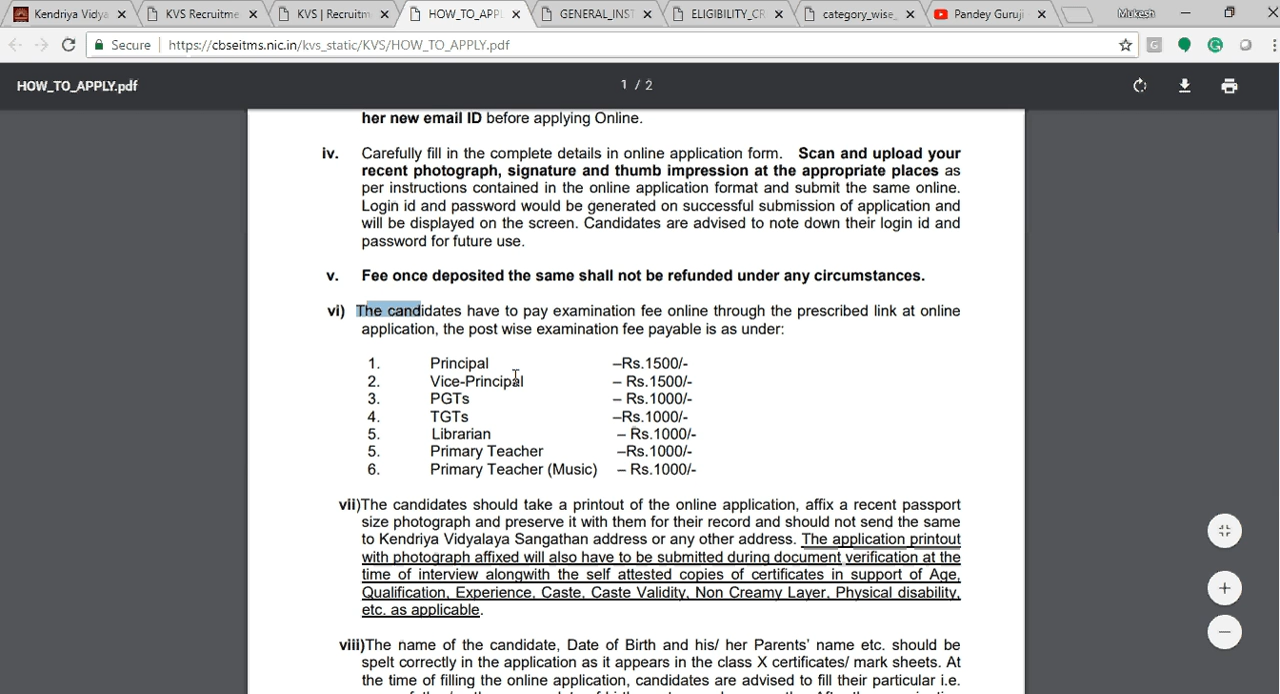 Kendriya Vidya
KVS Recruitme
KVS | Recruitm
HOW_TO_APPL
GENERAL_INST
ELIGIBILITY_CR
category_wise_
Pandey Guruji
Mukesh
Secure
https://cbseitms.nic.in/kvs_static/KVS/HOW_TO_APPLY.pdf
HOW_TO_APPLY.pdf
1 / 2
her new email ID before applying Online.
iv. Carefully fill in the complete details in online application form. Scan and upload your
recent photograph, signature and thumb impression at the appropriate places as
per instructions contained in the online application format and submit the same online.
Login id and password would be generated on successful submission of application and
will be displayed on the screen. Candidates are advised to note down their login id and
password for future use.
v. Fee once deposited the same shall not be refunded under any circumstances.
vi) The candidates have to pay examination fee online through the prescribed link at online
application, the post wise examination fee payable is as under:
1. Principal –Rs.1500/-
2. Vice-Principal – Rs.1500/-
3. PGTs – Rs.1000/-
4. TGTs –Rs.1000/-
5. Librarian – Rs.1000/-
5. Primary Teacher –Rs.1000/-
6. Primary Teacher (Music) – Rs.1000/-
vii)The candidates should take a printout of the online application, affix a recent passport
size photograph and preserve it with them for their record and should not send the same
to Kendriya Vidyalaya Sangathan address or any other address. The application printout
with photograph affixed will also have to be submitted during document verification at the
time of interview alongwith the self attested copies of certificates in support of Age,
Qualification, Experience, Caste, Caste Validity, Non Creamy Layer, Physical disability,
etc. as applicable.
viii)The name of the candidate, Date of Birth and his/ her Parents' name etc. should be
spelt correctly in the application as it appears in the class X certificates/ mark sheets. At
the time of filling the online application, candidates are advised to fill their particular i.e.